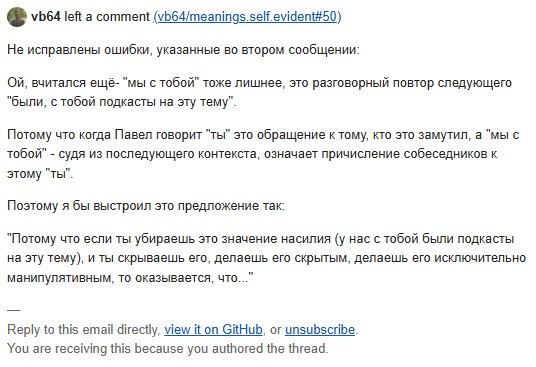 vb64 left a comment (vb64/meanings.self.evident#50)
Не исправлены ошибки, указанные во втором сообщении:
Ой, вчитался ещё- "мы с тобой" тоже лишнее, это разговорный повтор следующего
"были, с тобой подкасты на эту тему".
Потому что когда Павел говорит "ты" это обращение к тому, кто это замутил, а "мы с
тобой" - судя из последующего контекста, означает причисление собеседников к
этому "ты".
Поэтому я бы выстроил это предложение так:
"Потому что если ты убираешь это значение насилия (у нас с тобой были подкасты
на эту тему), и ты скрываешь его, делаешь его скрытым, делаешь его исключительно
манипулятивным, то оказывается, что..."
—
Reply to this email directly, view it on GitHub, or unsubscribe.
You are receiving this because you authored the thread.